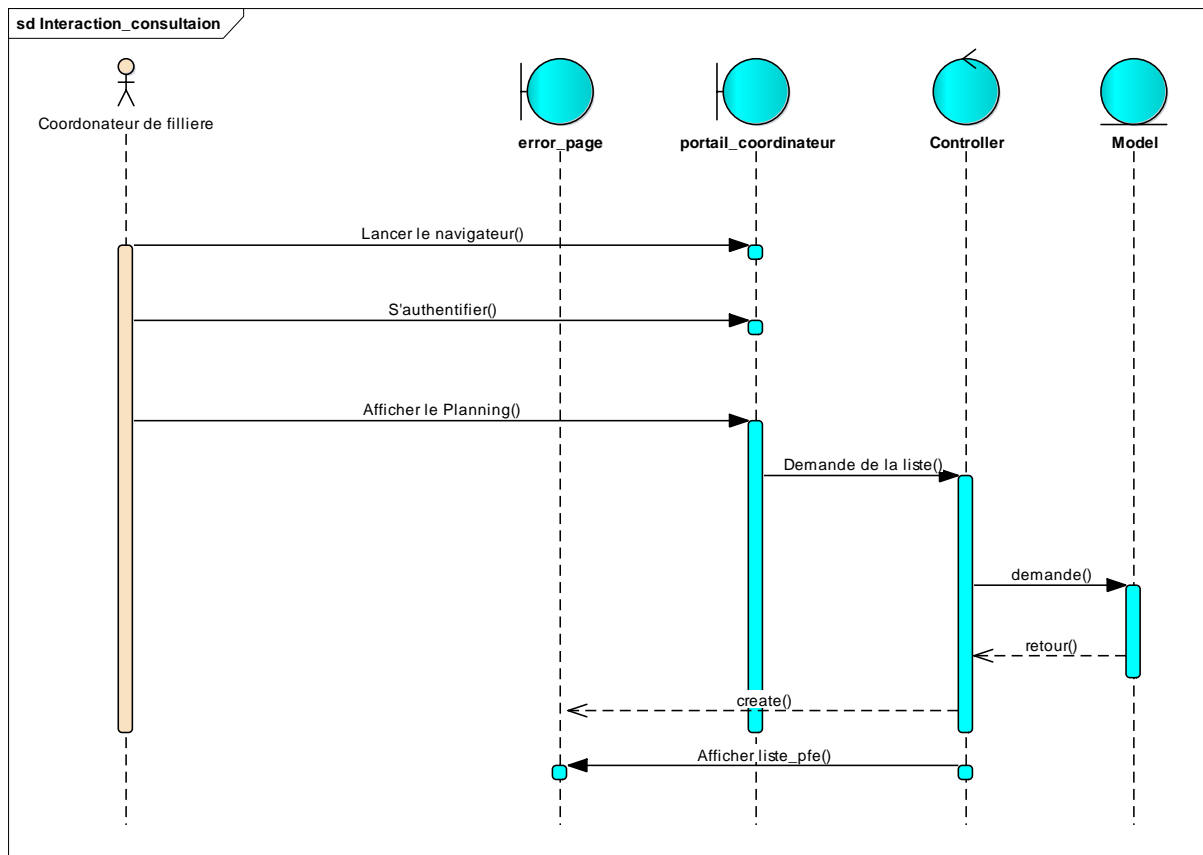 sd Interaction_consultaion
Coordonateur de filliere
error_page
portail_coordinateur
Controller
Model
Lancer le navigateur()
S'authentifier()
Afficher le Planning()
Demande de la liste()
demande()
retour()
create()
Afficher liste_pfe()